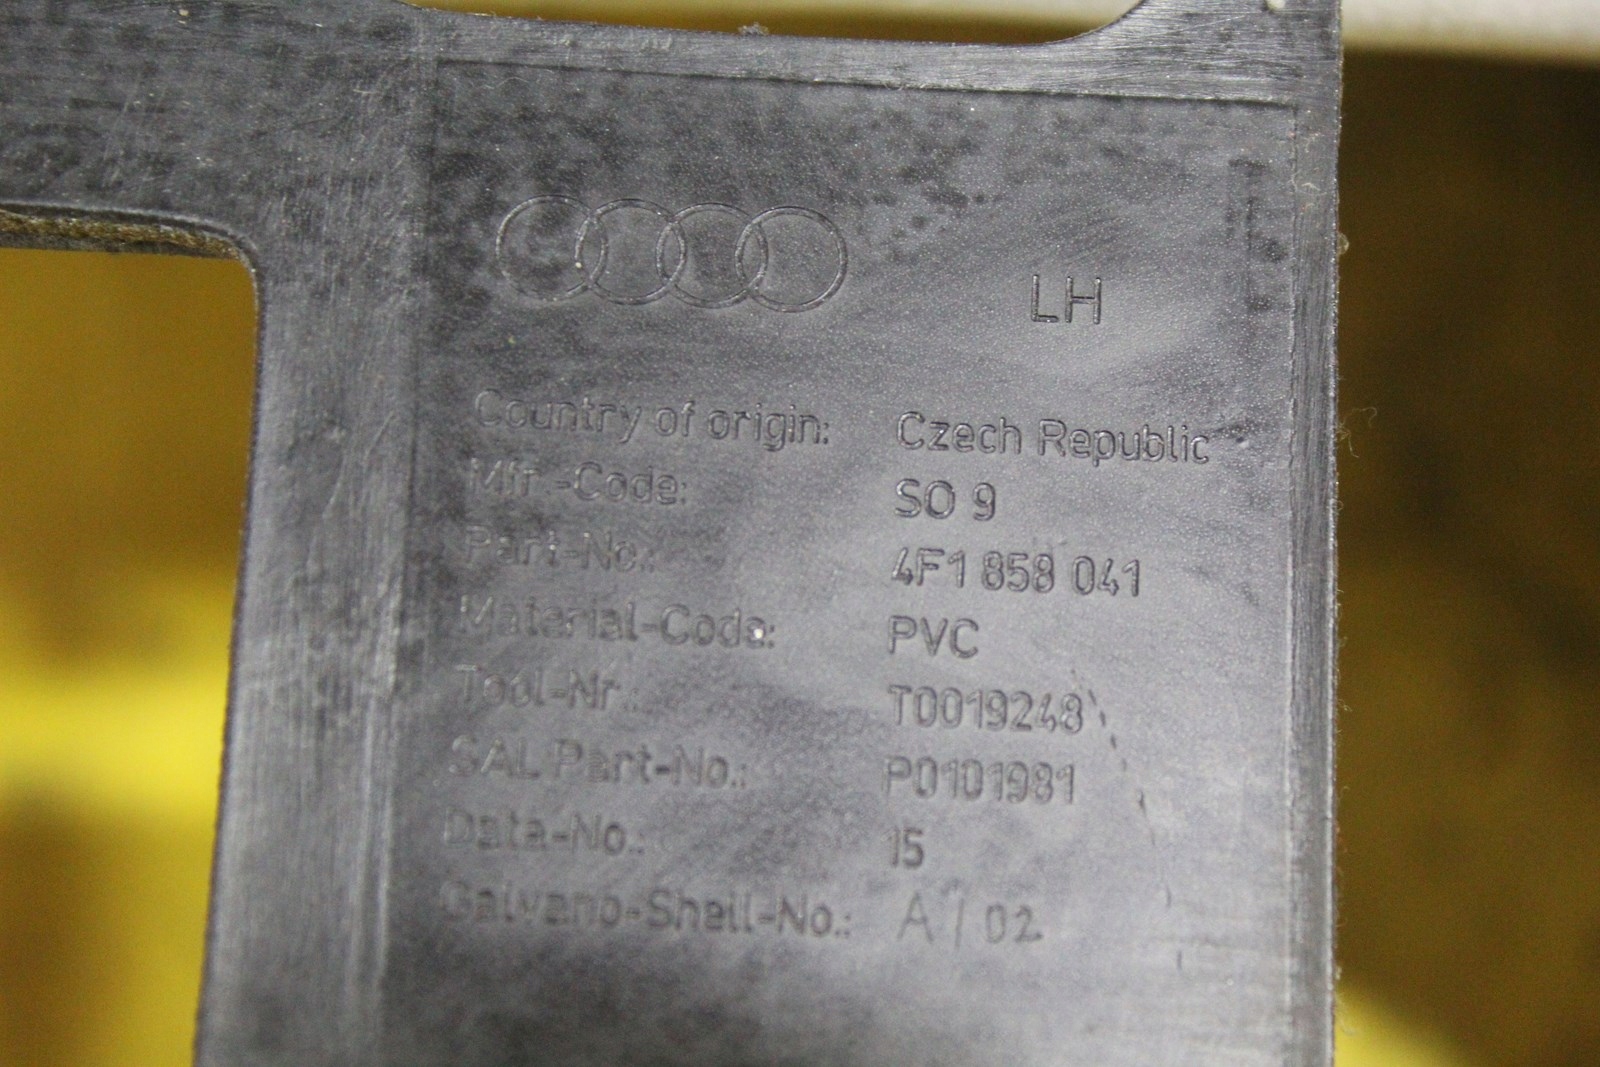 LH
Country of origin: Czech Republic
Mfr.-Code: SO 9
Part-No.: 4F1 858 041
Material-Code: PVC
Tool-Nr.: T0019248
SAL Part-No.: P0101981
Data-No.: 15
Galvano-Shell-No.: A / 02